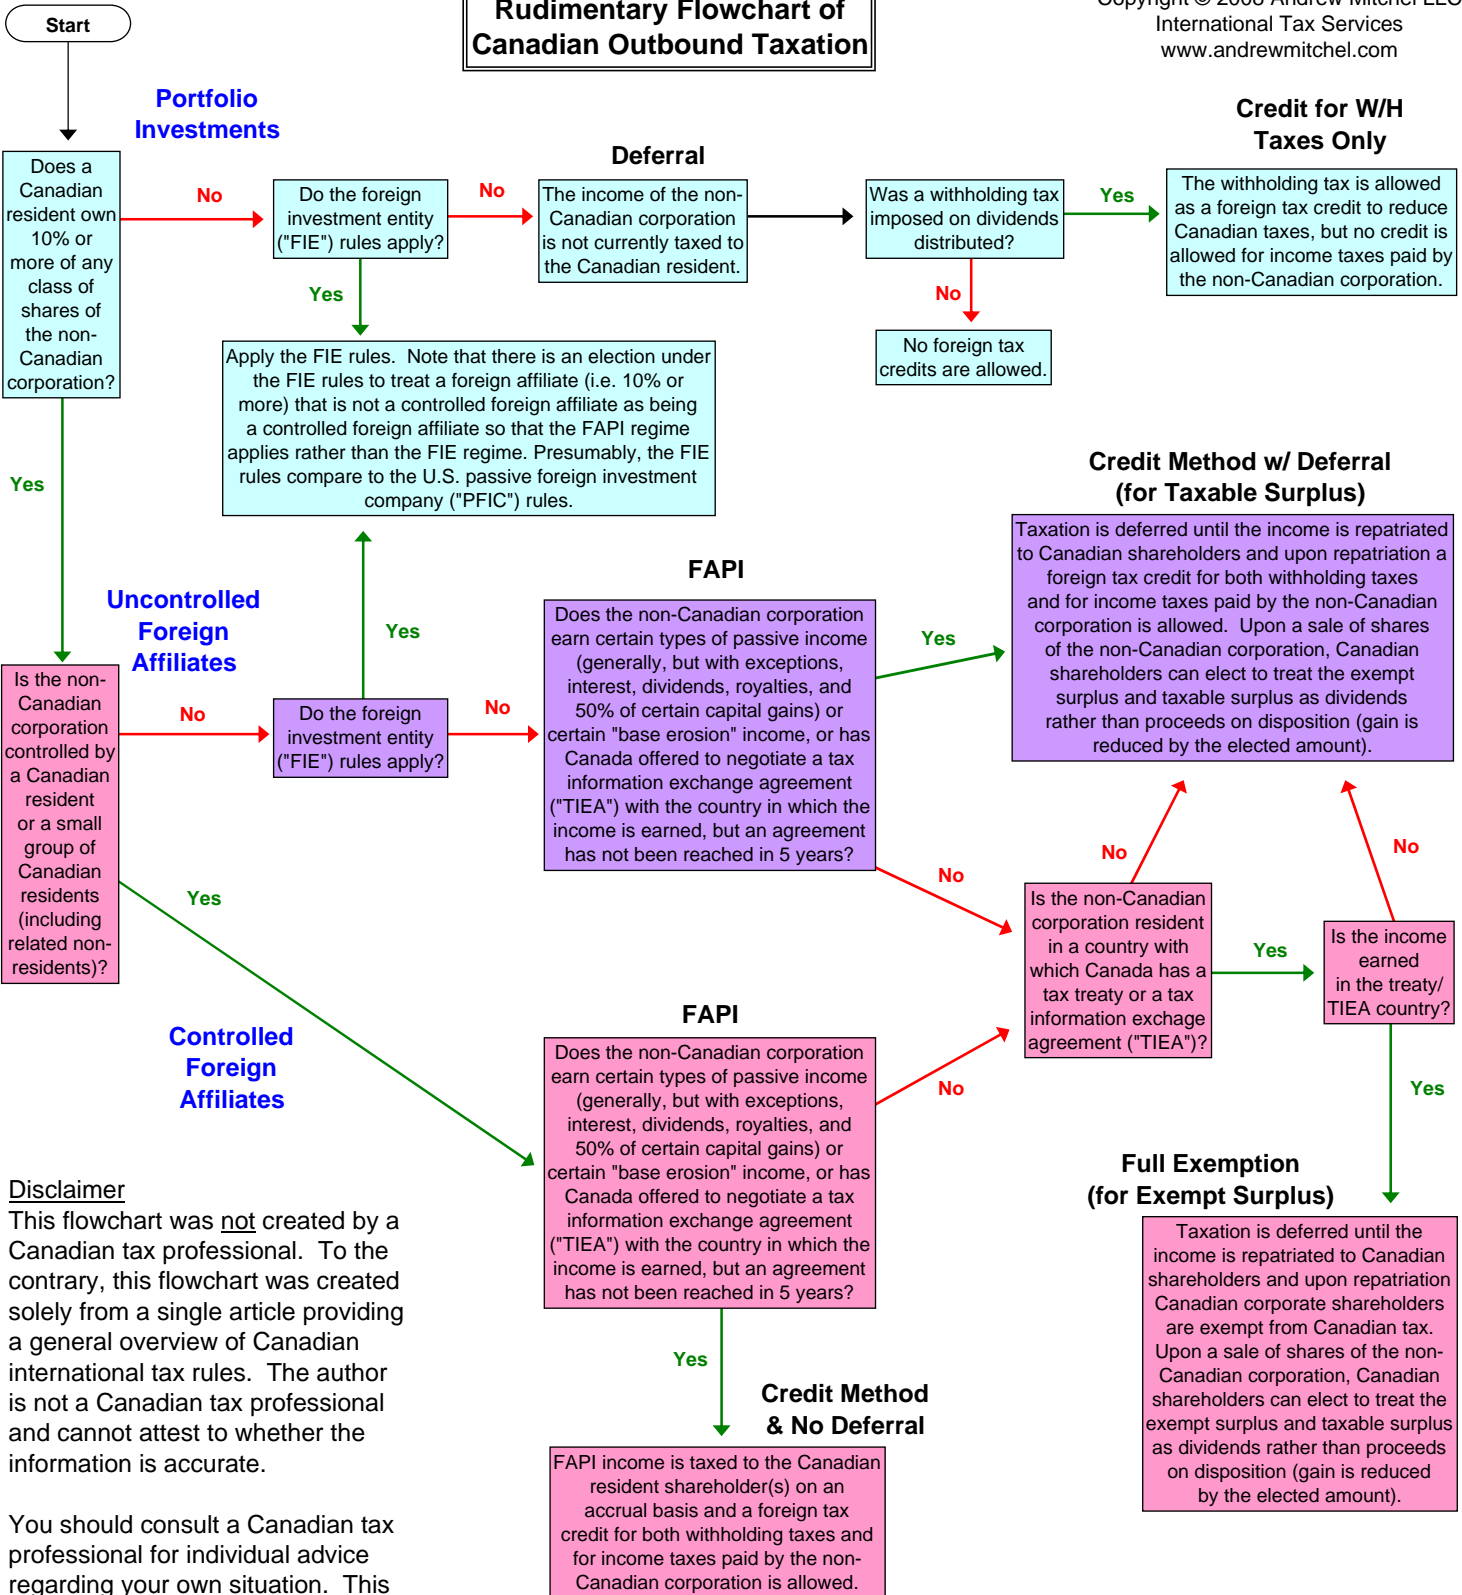 Start
Rudimentary Flowchart of
Canadian Outbound Taxation
Copyright © 2008 Andrew Mitchel LLC
International Tax Services
www.andrewmitchel.com
Portfolio
Investments
Does a
Canadian
resident own
10% or
more of any
class of
shares of
the non-
Canadian
corporation?
No
Do the foreign
investment entity
("FIE") rules apply?
No
Deferral
The income of the non-
Canadian corporation
is not currently taxed to
the Canadian resident.
Was a withholding tax
imposed on dividends
distributed?
Yes
Credit for W/H
Taxes Only
The withholding tax is allowed
as a foreign tax credit to reduce
Canadian taxes, but no credit is
allowed for income taxes paid by
the non-Canadian corporation.
Yes
No
No foreign tax
credits are allowed.
Apply the FIE rules.  Note that there is an election under
the FIE rules to treat a foreign affiliate (i.e. 10% or
more) that is not a controlled foreign affiliate as being
a controlled foreign affiliate so that the FAPI regime
applies rather than the FIE regime. Presumably, the FIE
rules compare to the U.S. passive foreign investment
company ("PFIC") rules.
Yes
Uncontrolled
Foreign
Affiliates
Yes
Is the non-
Canadian
corporation
controlled by
a Canadian
resident
or a small
group of
Canadian
residents
(including
related non-
residents)?
No
Do the foreign
investment entity
("FIE") rules apply?
No
FAPI
Does the non-Canadian corporation
earn certain types of passive income
(generally, but with exceptions,
interest, dividends, royalties, and
50% of certain capital gains) or
certain "base erosion" income, or has
Canada offered to negotiate a tax
information exchange agreement
("TIEA") with the country in which the
income is earned, but an agreement
has not been reached in 5 years?
Yes
Credit Method w/ Deferral
(for Taxable Surplus)
Taxation is deferred until the income is repatriated
to Canadian shareholders and upon repatriation a
foreign tax credit for both withholding taxes
and for income taxes paid by the non-Canadian
corporation is allowed.  Upon a sale of shares
of the non-Canadian corporation, Canadian
shareholders can elect to treat the exempt
surplus and taxable surplus as dividends
rather than proceeds on disposition (gain is
reduced by the elected amount).
No
No
No
Is the non-Canadian
corporation resident
in a country with
which Canada has a
tax treaty or a tax
information exchage
agreement ("TIEA")?
Yes
Is the income
earned
in the treaty/
TIEA country?
Yes
Yes
Controlled
Foreign
Affiliates
FAPI
Does the non-Canadian corporation
earn certain types of passive income
(generally, but with exceptions,
interest, dividends, royalties, and
50% of certain capital gains) or
certain "base erosion" income, or has
Canada offered to negotiate a tax
information exchange agreement
("TIEA") with the country in which the
income is earned, but an agreement
has not been reached in 5 years?
No
Full Exemption
(for Exempt Surplus)
Taxation is deferred until the
income is repatriated to Canadian
shareholders and upon repatriation
Canadian corporate shareholders
are exempt from Canadian tax.
Upon a sale of shares of the non-
Canadian corporation, Canadian
shareholders can elect to treat the
exempt surplus and taxable surplus
as dividends rather than proceeds
on disposition (gain is reduced
by the elected amount).
Yes
Credit Method
& No Deferral
FAPI income is taxed to the Canadian
resident shareholder(s) on an
accrual basis and a foreign tax
credit for both withholding taxes and
for income taxes paid by the non-
Canadian corporation is allowed.
Disclaimer
This flowchart was not created by a
Canadian tax professional.  To the
contrary, this flowchart was created
solely from a single article providing
a general overview of Canadian
international tax rules.  The author
is not a Canadian tax professional
and cannot attest to whether the
information is accurate.
You should consult a Canadian tax
professional for individual advice
regarding your own situation.  This